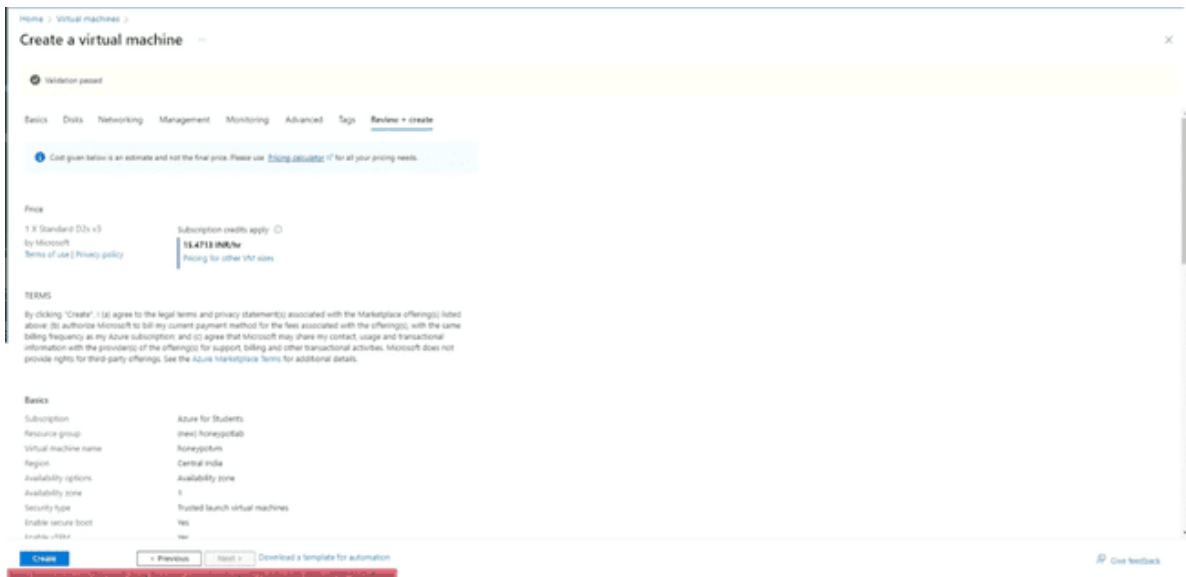 Home > Virtual machines >
Create a virtual machine ...
Validation passed
Basics Disks Networking Management Monitoring Advanced Tags Review + create
Cost given below is an estimate and not the final price. Please use Pricing calculator for all your pricing needs.
Price
1 X Standard D2s v3 Subscription credits apply
by Microsoft 15.4713 INR/hr
Terms of use | Privacy policy Pricing for other VM sizes
TERMS
By clicking "Create", I (a) agree to the legal terms and privacy statement(s) associated with the Marketplace offering(s) listed
above; (b) authorize Microsoft to bill my current payment method for the fees associated with the offering(s), with the same
billing frequency as my Azure subscription; and (c) agree that Microsoft may share my contact, usage and transactional
information with the provider(s) of the offering(s) for support, billing and other transactional activities. Microsoft does not
provide rights for third-party offerings. See the Azure Marketplace Terms for additional details.
Basics
Subscription Azure for Students
Resource group (new) honeypotlab
Virtual machine name honeypotvm
Region Central India
Availability options Availability zone
Availability zone 1
Security type Trusted launch virtual machines
Enable secure boot Yes
Enable vTPM Yes
Create < Previous Next > Download a template for automation Give feedback